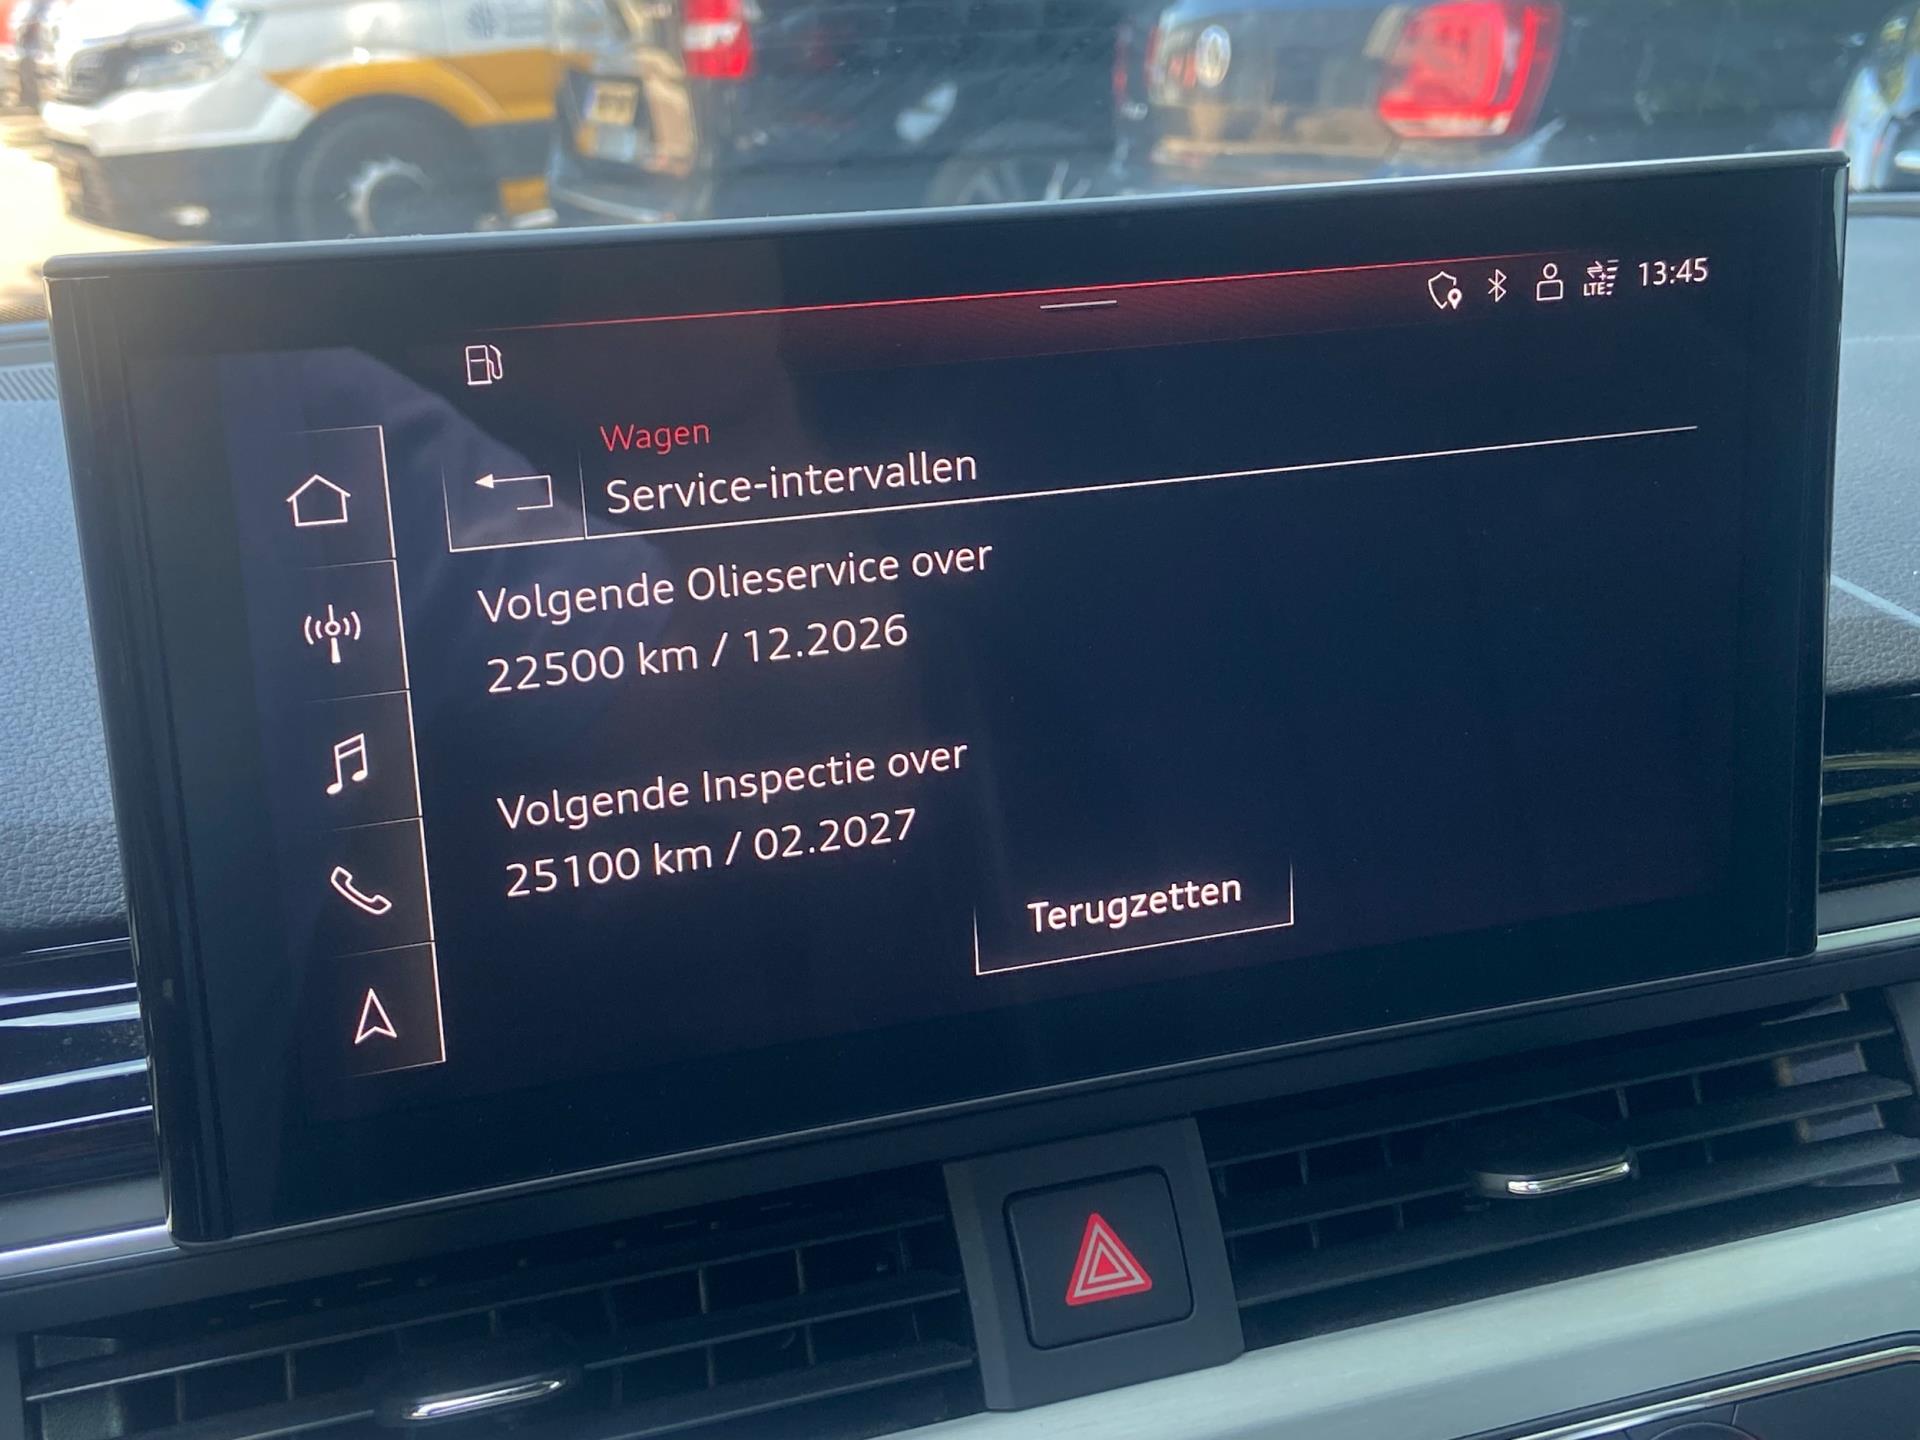 LTE 13:45
Wagen
Service-intervallen
Volgende Olieservice over
22500 km / 12.2026
Volgende Inspectie over
25100 km / 02.2027
Terugzetten